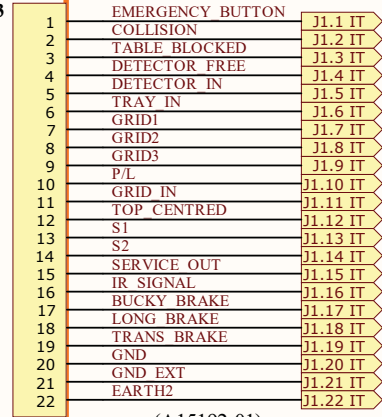 3
EMERGENCY_BUTTON
1 J1.1 IT
COLLISION
2 J1.2 IT
TABLE_BLOCKED
3 J1.3 IT
DETECTOR_FREE
4 J1.4 IT
DETECTOR_IN
5 J1.5 IT
TRAY_IN
6 J1.6 IT
GRID1
7 J1.7 IT
GRID2
8 J1.8 IT
GRID3
9 J1.9 IT
P/L
10 J1.10 IT
GRID_IN
11 J1.11 IT
TOP_CENTRED
12 J1.12 IT
S1
13 J1.13 IT
S2
14 J1.14 IT
SERVICE_OUT
15 J1.15 IT
IR_SIGNAL
16 J1.16 IT
BUCKY_BRAKE
17 J1.17 IT
LONG_BRAKE
18 J1.18 IT
TRANS_BRAKE
19 J1.19 IT
GND
20 J1.20 IT
GND_EXT
21 J1.21 IT
EARTH2
22 J1.22 IT